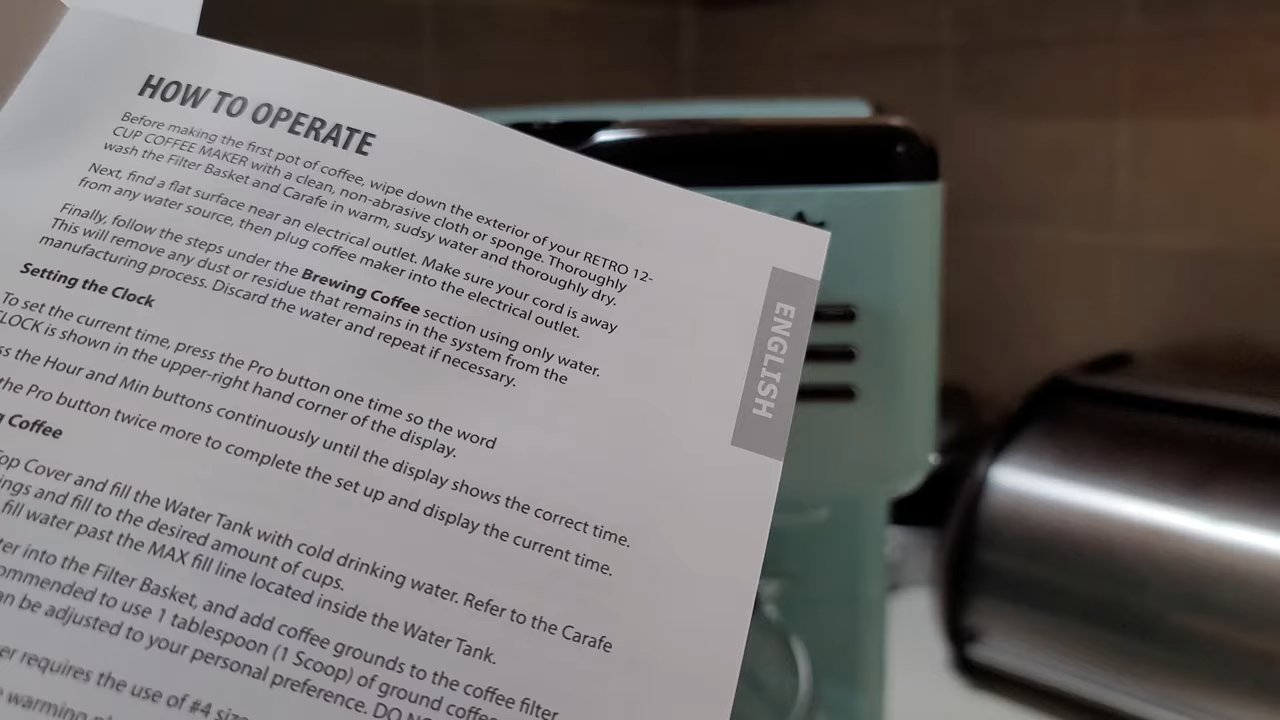 HOW TO OPERATE
Before making the first pot of coffee, wipe down the exterior of your RETRO 12-
CUP COFFEE MAKER with a clean, non-abrasive cloth or sponge. Thoroughly
wash the Filter Basket and Carafe in warm, sudsy water and thoroughly dry.
Next, find a flat surface near an electrical outlet. Make sure your cord is away
from any water source, then plug coffee maker into the electrical outlet.
Finally, follow the steps under the Brewing Coffee section using only water.
This will remove any dust or residue that remains in the system from the
manufacturing process. Discard the water and repeat if necessary.
Setting the Clock
To set the current time, press the Pro button one time so the word
CLOCK is shown in the upper-right hand corner of the display.
the Hour and Min buttons continuously until the display shows the correct time.
the Pro button twice more to complete the set up and display the current time.
Coffee
Top Cover and fill the Water Tank with cold drinking water. Refer to the Carafe
and fill to the desired amount of cups.
fill water past the MAX fill line located inside the Water Tank.
into the Filter Basket, and add coffee grounds to the coffee filter
to use 1 tablespoon (1 Scoop) of ground coffee
be adjusted to your personal preference. DO
requires the use of #4
warming
ENGLISH